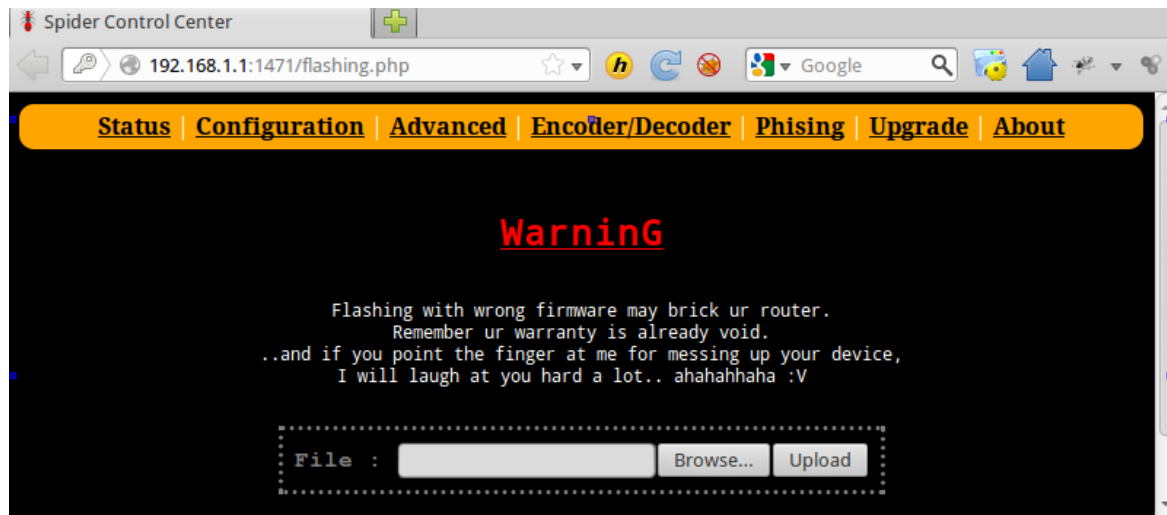 Spider Control Center
192.168.1.1:1471/flashing.php
h
Google
Status | Configuration | Advanced | Encoder/Decoder | Phising | Upgrade | About
WarninG
Flashing with wrong firmware may brick ur router.
Remember ur warranty is already void.
..and if you point the finger at me for messing up your device,
I will laugh at you hard a lot.. ahahahhaha :V
File : Browse... Upload